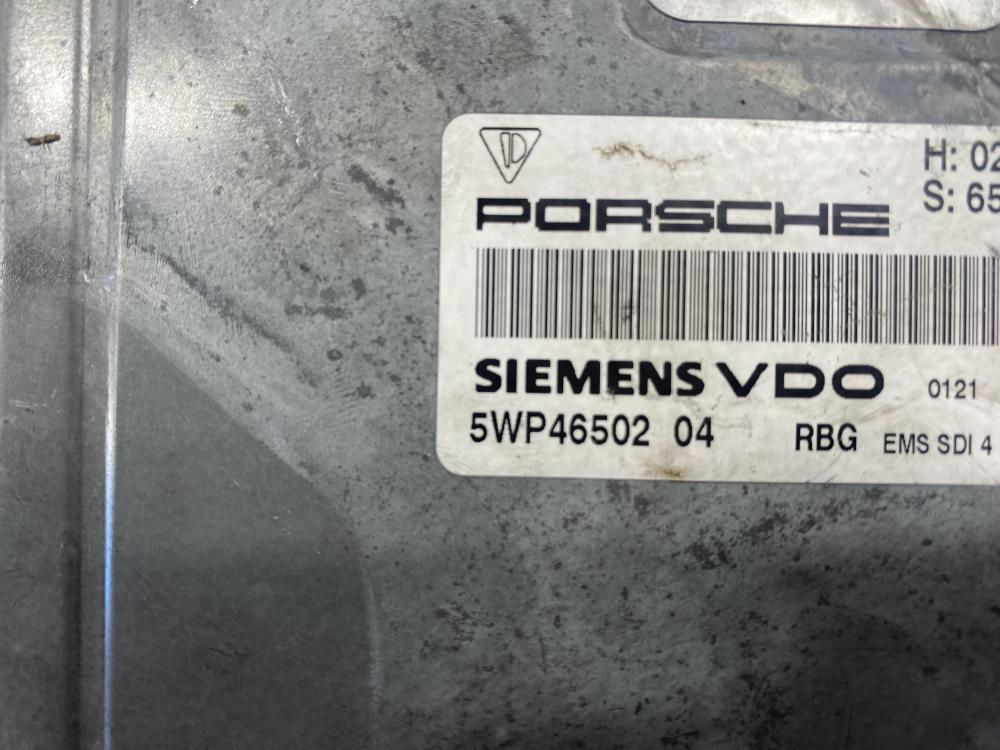 H: 02
PORSCHE
S: 65
SIEMENS VDO 0121
5WP46502 04 RBG EMS SDI 4